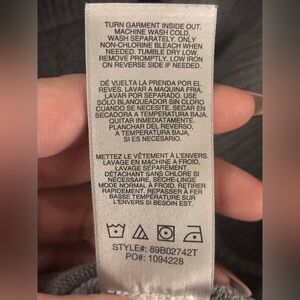 TURN GARMENT INSIDE OUT.
MACHINE WASH COLD,
WASH SEPARATELY. ONLY
NON-CHLORINE BLEACH WHEN
NEEDED. TUMBLE DRY LOW
REMOVE PROMPTLY. LOW IRON
ON REVERSE SIDE IF NEEDED.
DÉ VUELTA LA PRENDA POR EL
REVÉS. LAVAR A MAQUINA FRIA,
LAVAR POR SEPARADO. USE
SÓLO BLANQUEADOR SIN CLORO
CUANDO SE NECESITE. SECAR EN
SECADORA A TEMPERATURA BAJA,
QUITAR INMEDIATAMENTE.
PLANCHAR DEL REVERSO,
A TEMPERATURA BAJA,
SI ES NECESARIO.
METTEZ LE VÊTEMENT À L'ENVERS.
LAVAGE EN MACHINE A FROID.
LAVAGE SÉPARÉMENT.
DÉTACHANT SANS CHLORE SI
NÉCESSAIRE, SÈCHE-LINGE
MODE NORMAL À FROID. RETIRER
RAPIDEMENT. REPASSER À FER
BASSE TEMPÉRATURE SUR
L'ENVERS SI BESOIN EST.
STYLE#: 89B02742T
PO#: 1094228